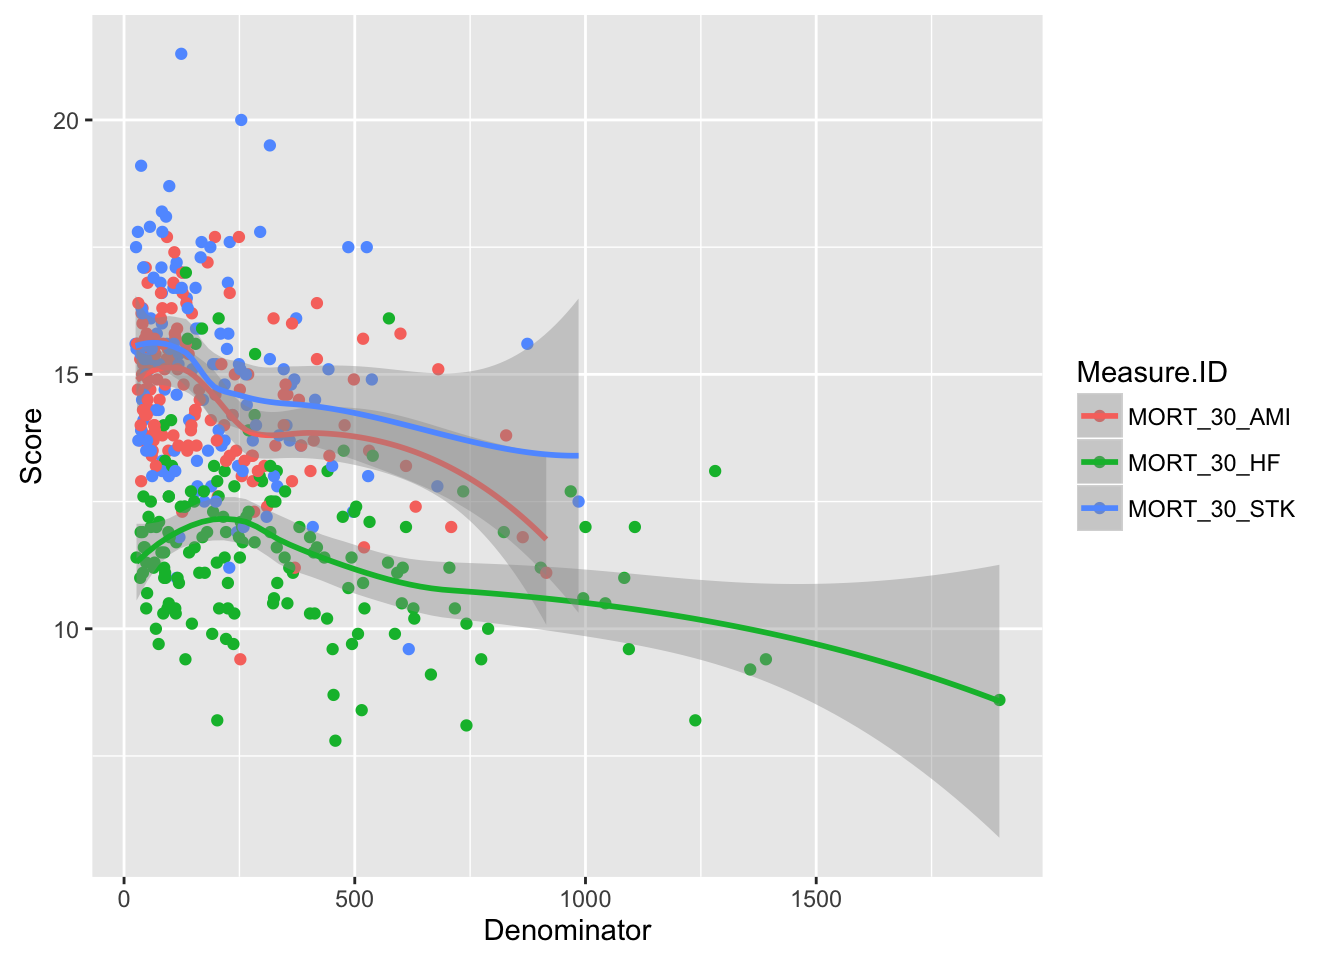 20
15
10
Score
0 500 1000 1500
Denominator
Measure.ID
MORT_30_AMI
MORT_30_HF
MORT_30_STK